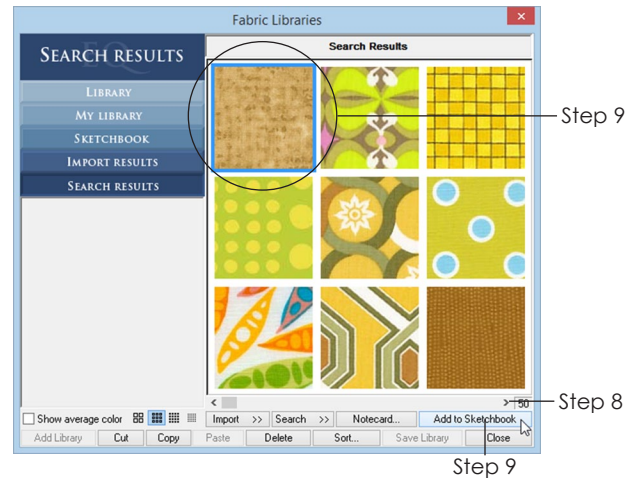 Fabric Libraries
×
SEARCH RESULTS
EQ
Search Results
LIBRARY
MY LIBRARY
SKETCHBOOK
IMPORT RESULTS
SEARCH RESULTS
Step 9
Step 8
< > 50
Show average color
Import >> Search >> Notecard... Add to Sketchbook
Add Library Cut Copy Paste Delete Sort... Save Library Close
Step 9